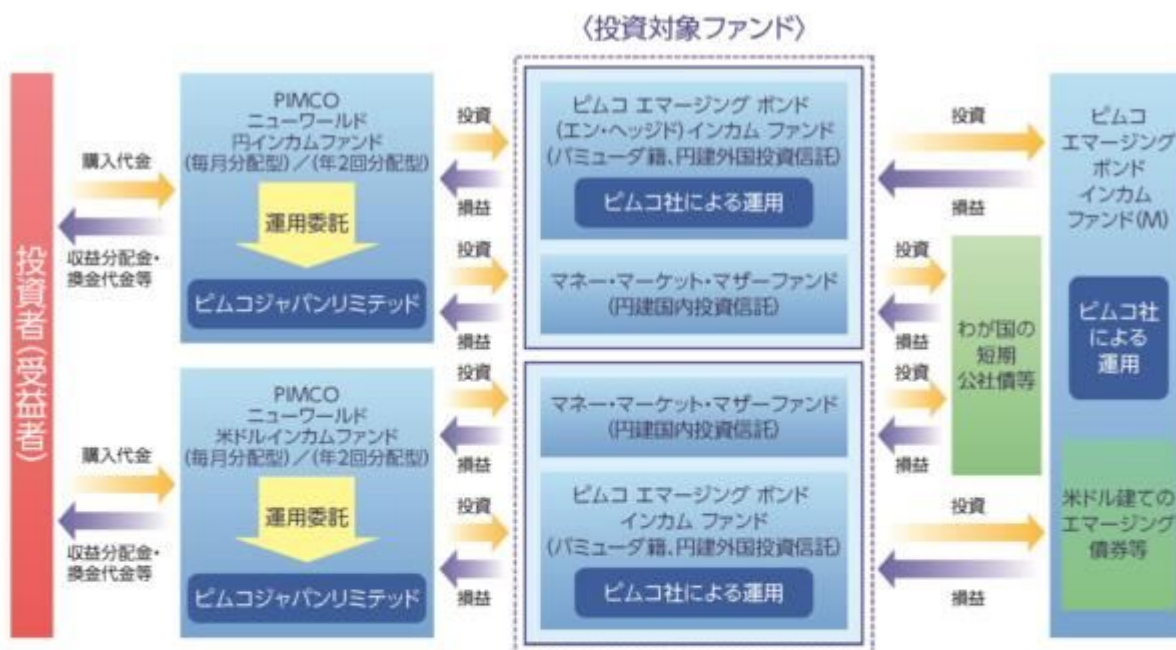 〈投資対象ファンド〉
投資者(受益者)
購入代金
収益分配金・
換金代金等
PIMCO
ニューワールド
円インカムファンド
(毎月分配型)／(年2回分配型)
運用委託
ピムコジャパンリミテッド
投資
損益
投資
損益
ピムコ エマージング ボンド
(エン・ヘッジド)インカム ファンド
(バミューダ籍、円建外国投資信託)
ピムコ社による運用
マネー・マーケット・マザーファンド
(円建国内投資信託)
投資
損益
投資
損益
購入代金
収益分配金・
換金代金等
PIMCO
ニューワールド
米ドルインカムファンド
(毎月分配型)／(年2回分配型)
運用委託
ピムコジャパンリミテッド
投資
損益
投資
損益
マネー・マーケット・マザーファンド
(円建国内投資信託)
ピムコ エマージング ボンド
インカム ファンド
(バミューダ籍、円建外国投資信託)
ピムコ社による運用
投資
損益
投資
損益
わが国の
短期
公社債等
ピムコ
エマージング
ボンド
インカム
ファンド(M)
ピムコ社
による
運用
米ドル建ての
エマージング
債券等